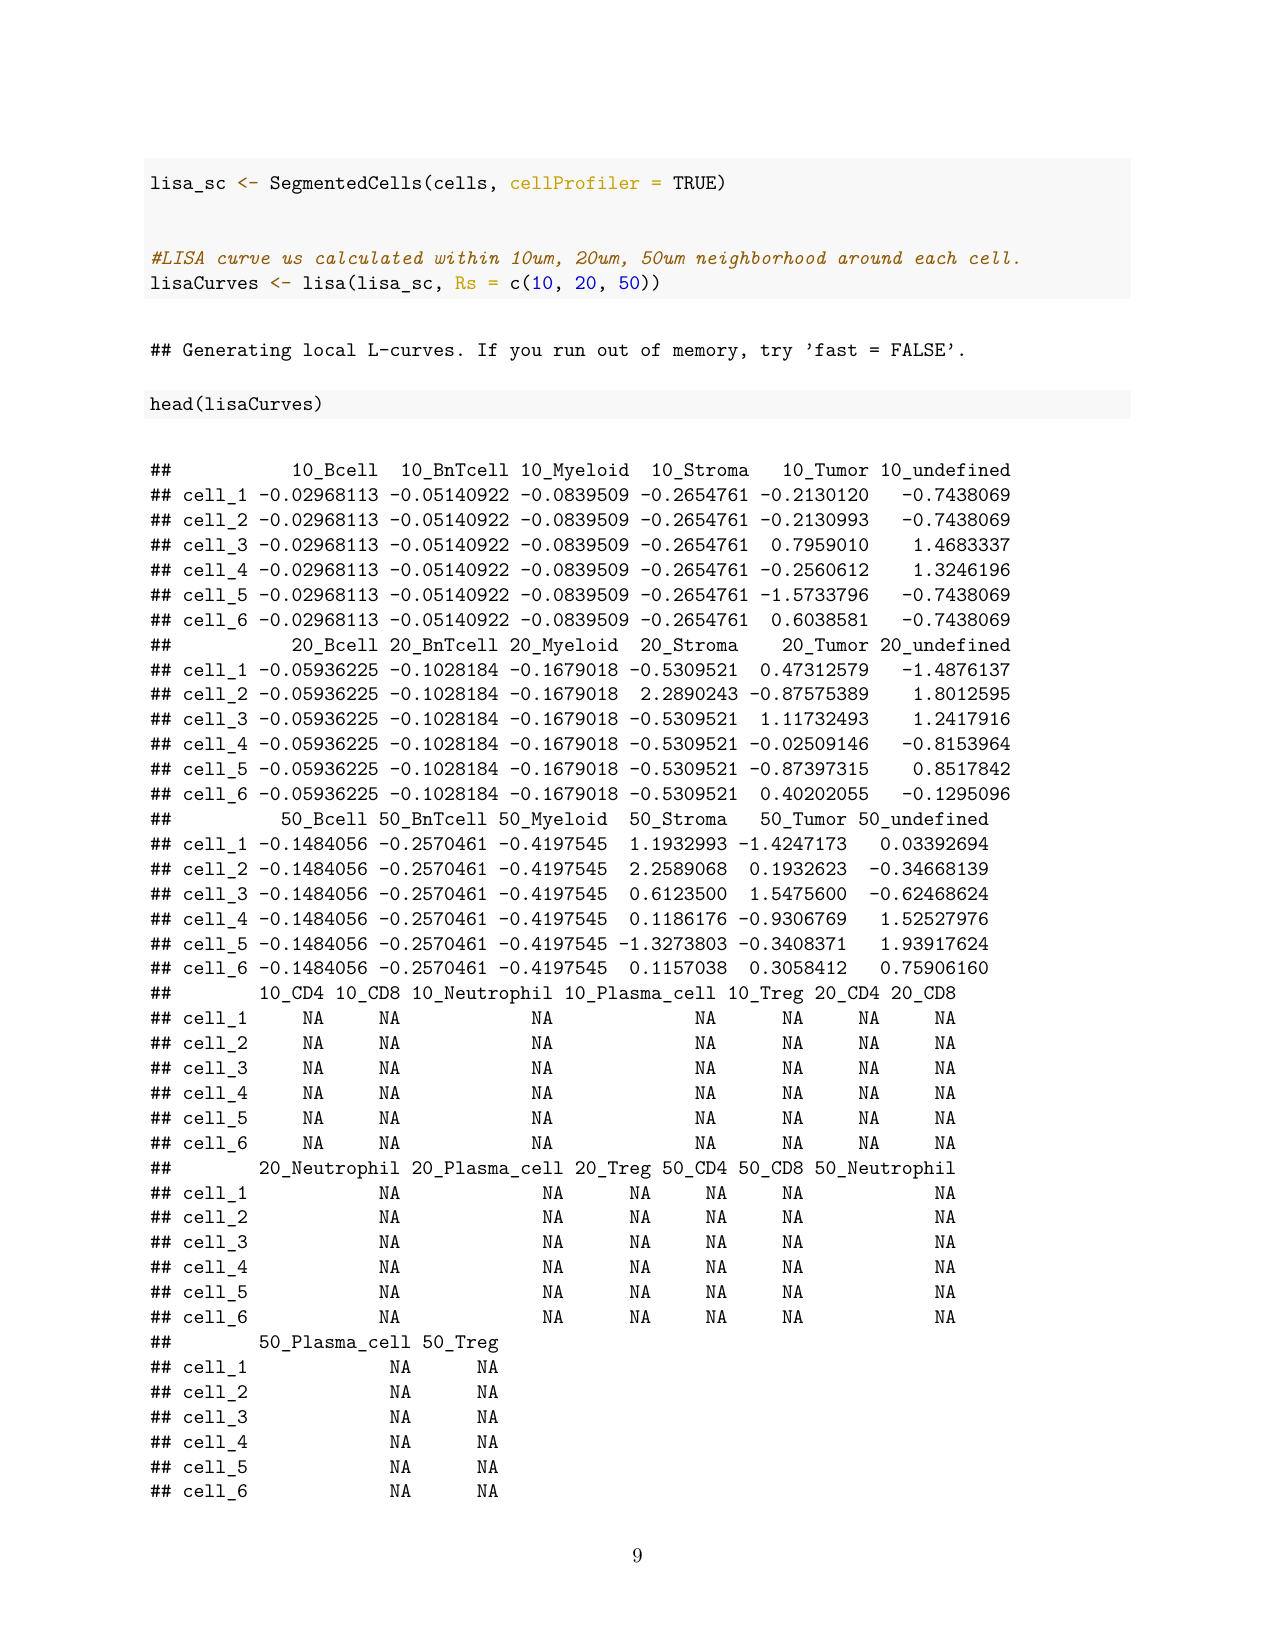 lisa_sc <- SegmentedCells(cells, cellProfiler = TRUE)
#LISA curve us calculated within 10um, 20um, 50um neighborhood around each cell.
lisaCurves <- lisa(lisa_sc, Rs = c(10, 20, 50))
## Generating local L-curves. If you run out of memory, try 'fast = FALSE'.
head(lisaCurves)
##           10_Bcell  10_BnTcell 10_Myeloid  10_Stroma   10_Tumor 10_undefined
## cell_1 -0.02968113 -0.05140922 -0.0839509 -0.2654761 -0.2130120   -0.7438069
## cell_2 -0.02968113 -0.05140922 -0.0839509 -0.2654761 -0.2130993   -0.7438069
## cell_3 -0.02968113 -0.05140922 -0.0839509 -0.2654761  0.7959010    1.4683337
## cell_4 -0.02968113 -0.05140922 -0.0839509 -0.2654761 -0.2560612    1.3246196
## cell_5 -0.02968113 -0.05140922 -0.0839509 -0.2654761 -1.5733796   -0.7438069
## cell_6 -0.02968113 -0.05140922 -0.0839509 -0.2654761  0.6038581   -0.7438069
##           20_Bcell 20_BnTcell 20_Myeloid  20_Stroma    20_Tumor 20_undefined
## cell_1 -0.05936225 -0.1028184 -0.1679018 -0.5309521  0.47312579   -1.4876137
## cell_2 -0.05936225 -0.1028184 -0.1679018  2.2890243 -0.87575389    1.8012595
## cell_3 -0.05936225 -0.1028184 -0.1679018 -0.5309521  1.11732493    1.2417916
## cell_4 -0.05936225 -0.1028184 -0.1679018 -0.5309521 -0.02509146   -0.8153964
## cell_5 -0.05936225 -0.1028184 -0.1679018 -0.5309521 -0.87397315    0.8517842
## cell_6 -0.05936225 -0.1028184 -0.1679018 -0.5309521  0.40202055   -0.1295096
##          50_Bcell 50_BnTcell 50_Myeloid  50_Stroma   50_Tumor 50_undefined
## cell_1 -0.1484056 -0.2570461 -0.4197545  1.1932993 -1.4247173   0.03392694
## cell_2 -0.1484056 -0.2570461 -0.4197545  2.2589068  0.1932623  -0.34668139
## cell_3 -0.1484056 -0.2570461 -0.4197545  0.6123500  1.5475600  -0.62468624
## cell_4 -0.1484056 -0.2570461 -0.4197545  0.1186176 -0.9306769   1.52527976
## cell_5 -0.1484056 -0.2570461 -0.4197545 -1.3273803 -0.3408371   1.93917624
## cell_6 -0.1484056 -0.2570461 -0.4197545  0.1157038  0.3058412   0.75906160
##        10_CD4 10_CD8 10_Neutrophil 10_Plasma_cell 10_Treg 20_CD4 20_CD8
## cell_1     NA     NA            NA             NA      NA     NA     NA
## cell_2     NA     NA            NA             NA      NA     NA     NA
## cell_3     NA     NA            NA             NA      NA     NA     NA
## cell_4     NA     NA            NA             NA      NA     NA     NA
## cell_5     NA     NA            NA             NA      NA     NA     NA
## cell_6     NA     NA            NA             NA      NA     NA     NA
##        20_Neutrophil 20_Plasma_cell 20_Treg 50_CD4 50_CD8 50_Neutrophil
## cell_1            NA             NA      NA     NA     NA            NA
## cell_2            NA             NA      NA     NA     NA            NA
## cell_3            NA             NA      NA     NA     NA            NA
## cell_4            NA             NA      NA     NA     NA            NA
## cell_5            NA             NA      NA     NA     NA            NA
## cell_6            NA             NA      NA     NA     NA            NA
##        50_Plasma_cell 50_Treg
## cell_1             NA      NA
## cell_2             NA      NA
## cell_3             NA      NA
## cell_4             NA      NA
## cell_5             NA      NA
## cell_6             NA      NA
9